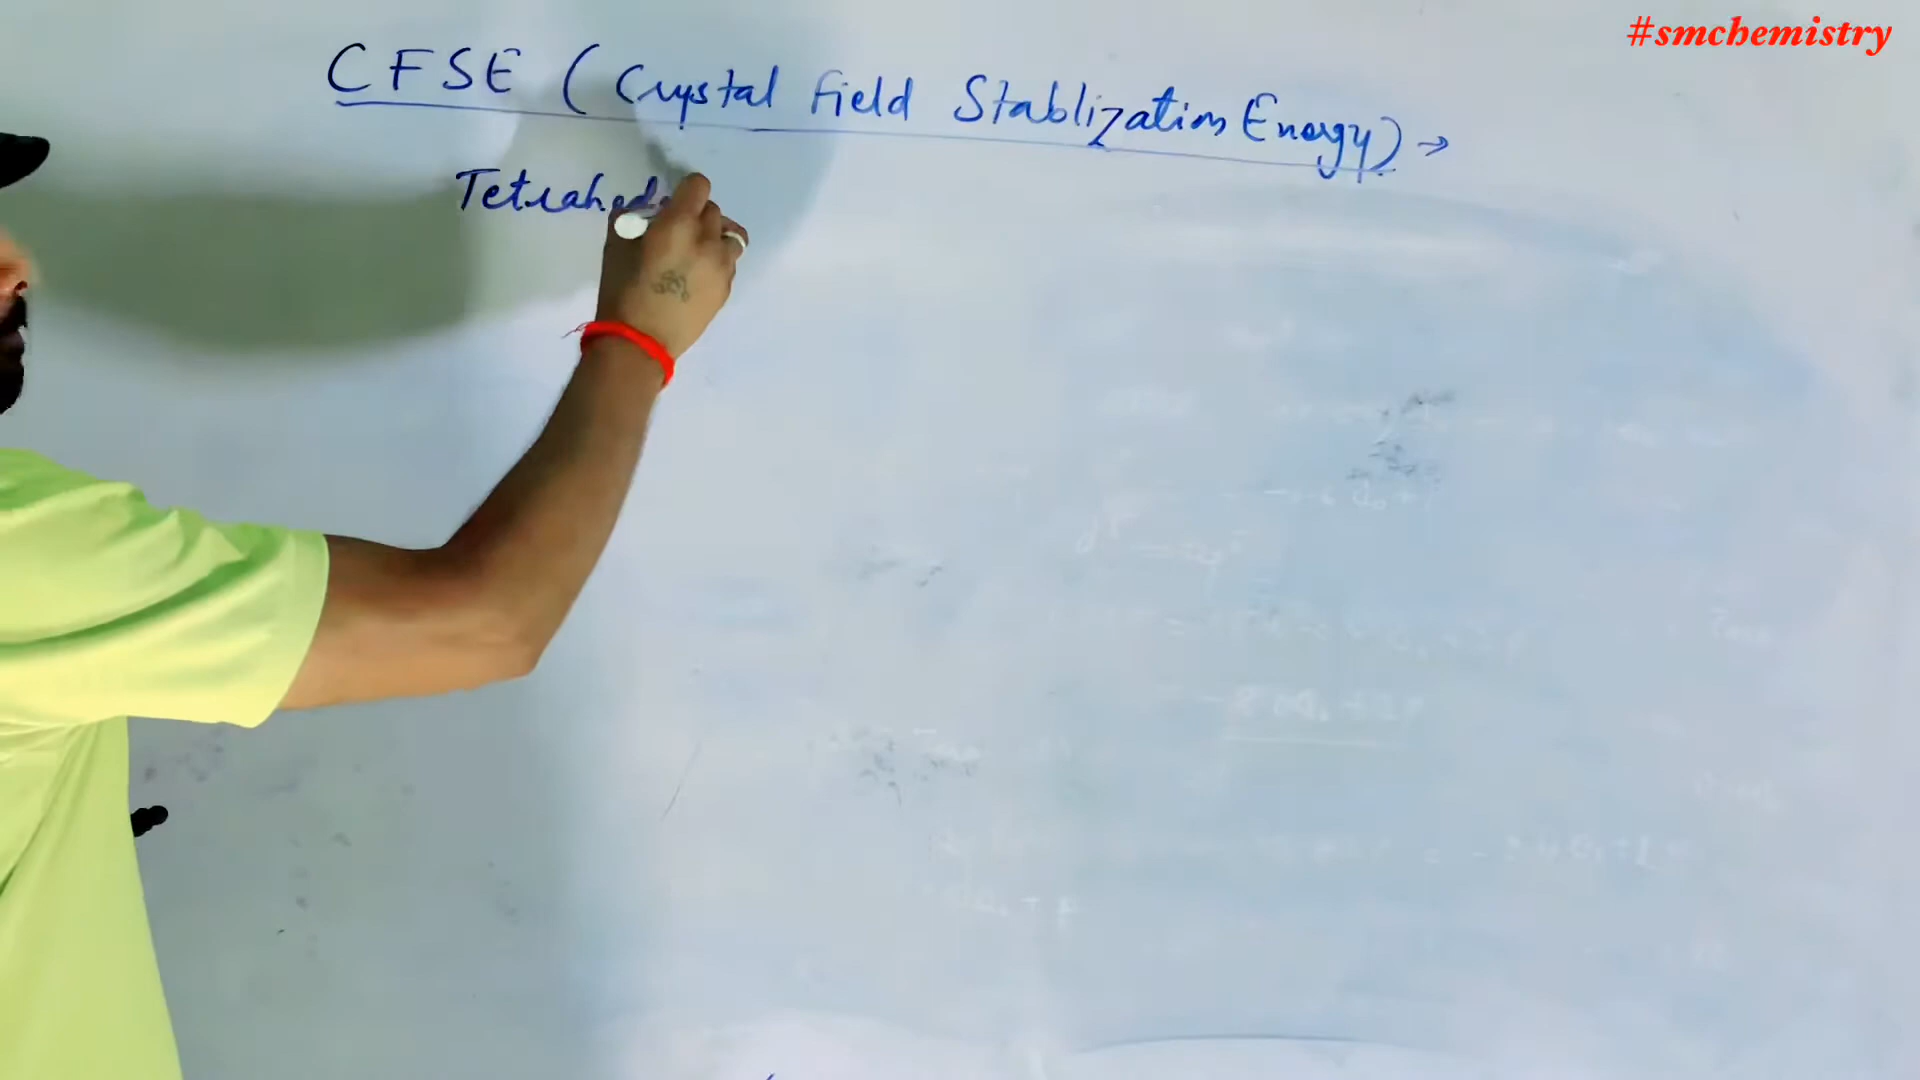 #smchemistry
CFSE (Crystal Field Stablization Energy) →
Tetrahed